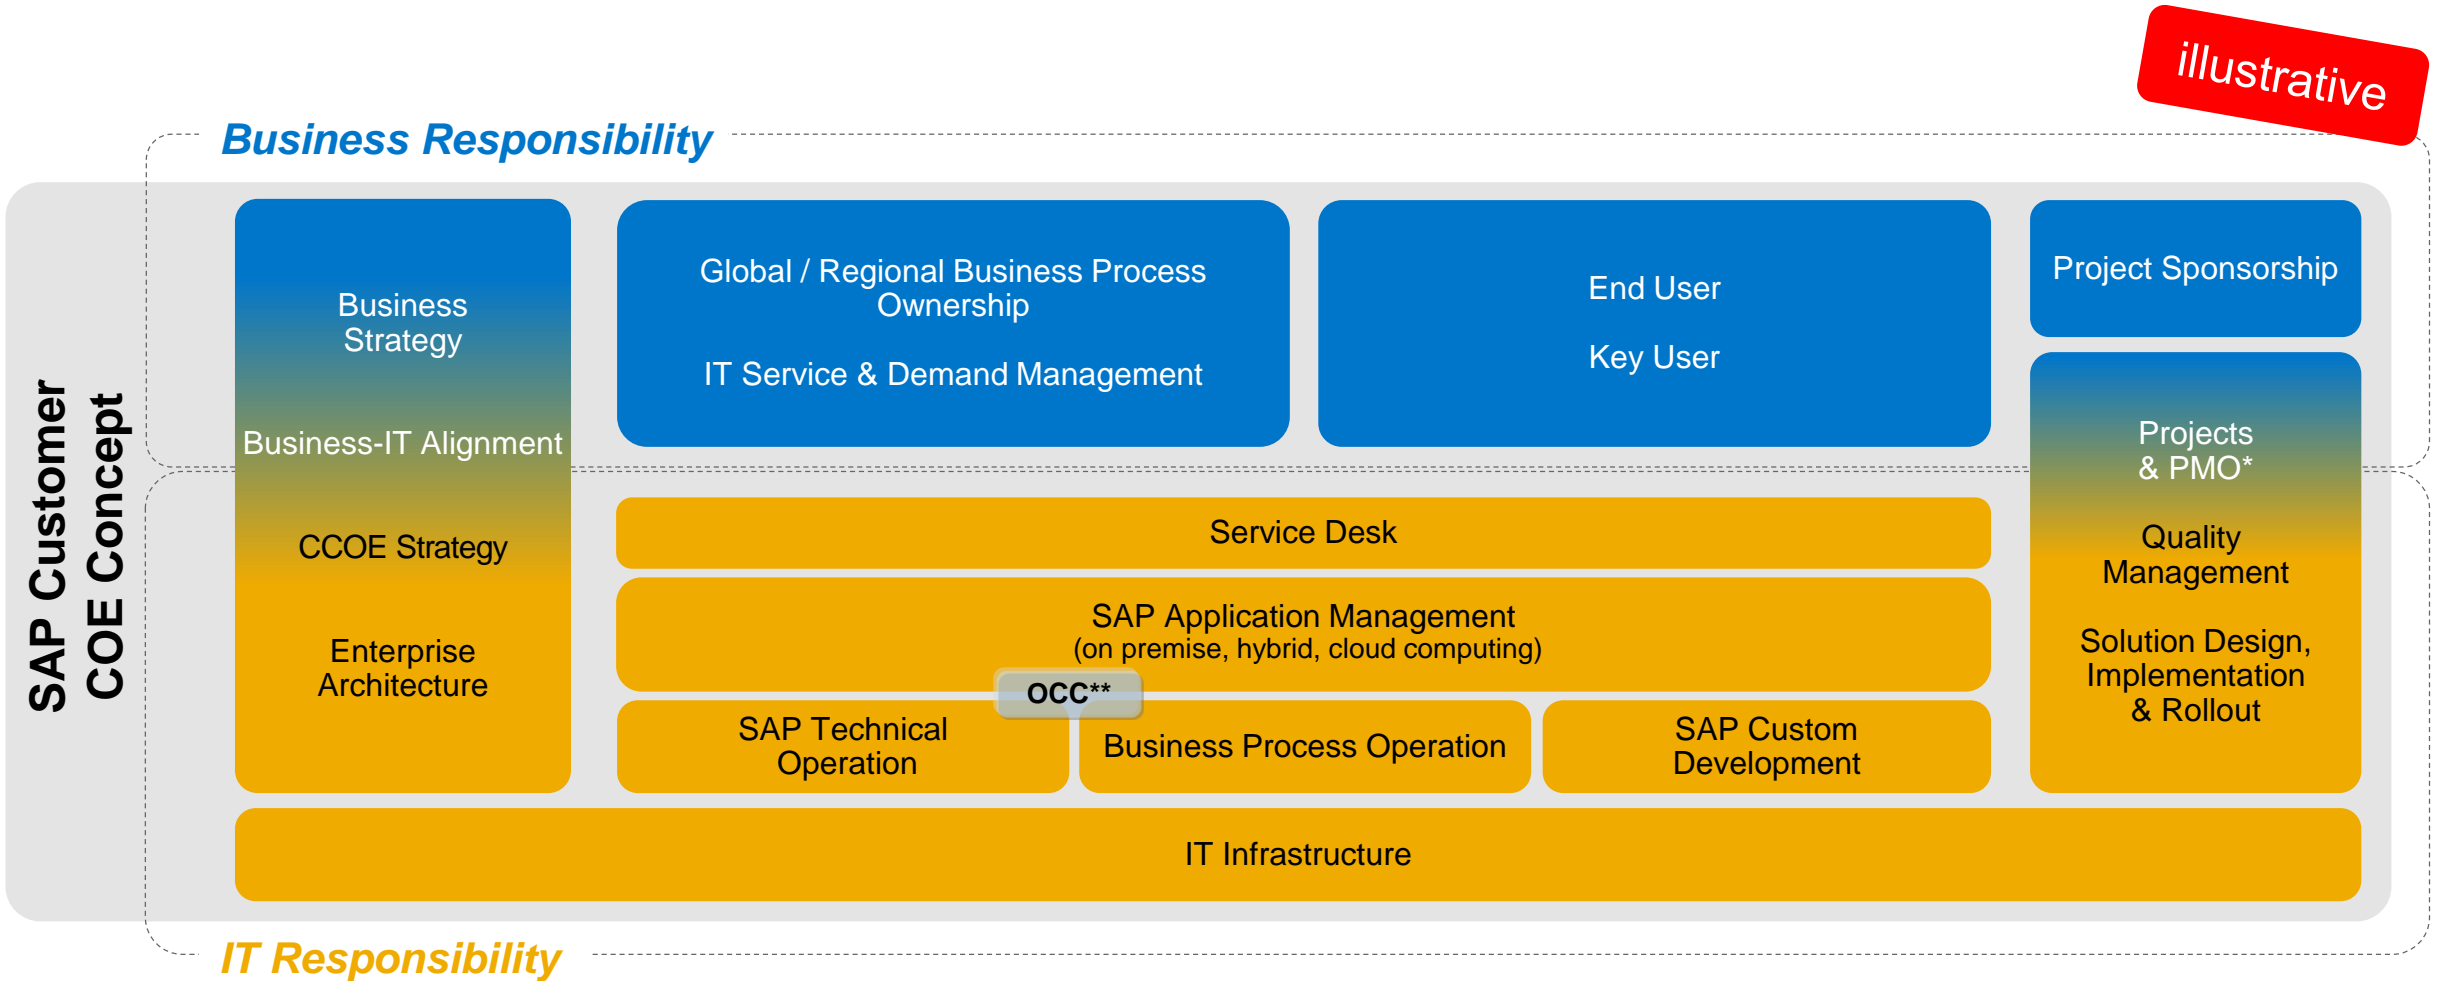 illustrative
Business Responsibility
SAP Customer
COE Concept
Business
Strategy
Business-IT Alignment
CCOE Strategy
Enterprise
Architecture
Global / Regional Business Process
Ownership
IT Service & Demand Management
End User
Key User
Project Sponsorship
Projects
& PMO*
Quality
Management
Solution Design,
Implementation
& Rollout
Service Desk
SAP Application Management
(on premise, hybrid, cloud computing)
OCC**
SAP Technical
Operation
Business Process Operation
SAP Custom
Development
IT Infrastructure
IT Responsibility